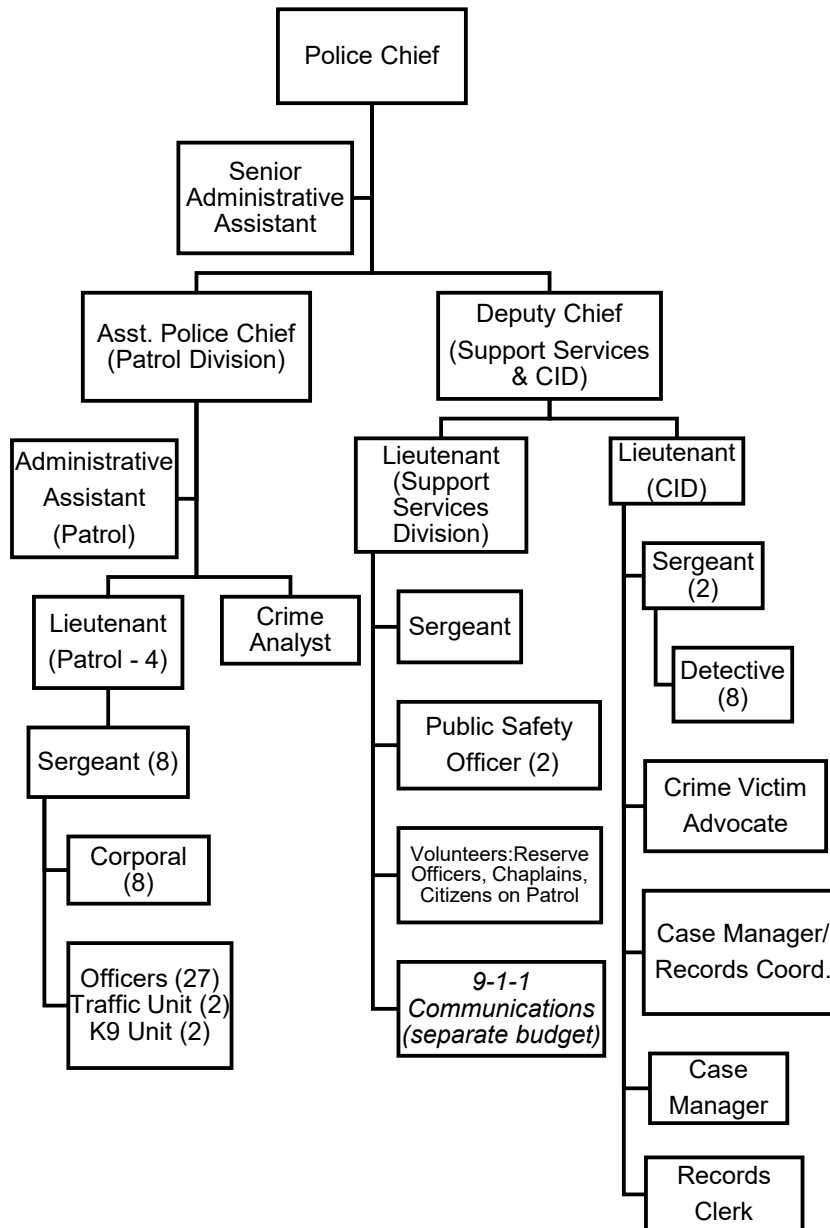 Police Chief
Senior
Administrative
Assistant
Asst. Police Chief
(Patrol Division)
Deputy Chief
(Support Services
& CID)
Administrative
Assistant
(Patrol)
Lieutenant
(Patrol - 4)
Crime
Analyst
Sergeant (8)
Corporal
(8)
Officers (27)
Traffic Unit (2)
K9 Unit (2)
Lieutenant
(Support
Services
Division)
Sergeant
Public Safety
Officer (2)
Volunteers:Reserve
Officers, Chaplains,
Citizens on Patrol
9-1-1
Communications
(separate budget)
Lieutenant
(CID)
Sergeant
(2)
Detective
(8)
Crime Victim
Advocate
Case Manager/
Records Coord.
Case
Manager
Records
Clerk